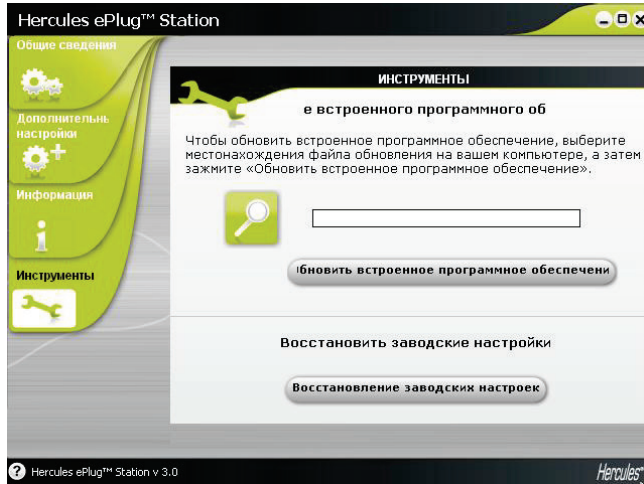 Hercules ePlug™ Station
Общие сведения
Дополнительнь
настройки
Информация
Инструменты
ИНСТРУМЕНТЫ
е встроенного программного об
Чтобы обновить встроенное программное обеспечение, выберите
местонахождения файла обновления на вашем компьютере, а затем
зажмите «Обновить встроенное программное обеспечение».
бновить встроенное программное обеспечени
Восстановить заводские настройки
Восстановление заводских настроек
Hercules ePlug™ Station v 3.0
Hercules™